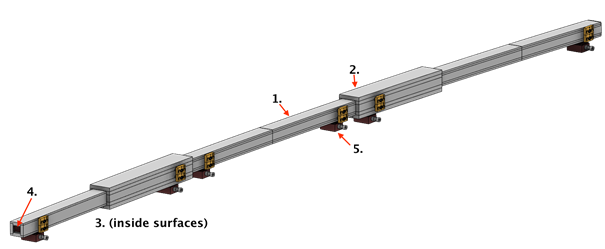 2.
1.
5.
4.
3. (inside surfaces)